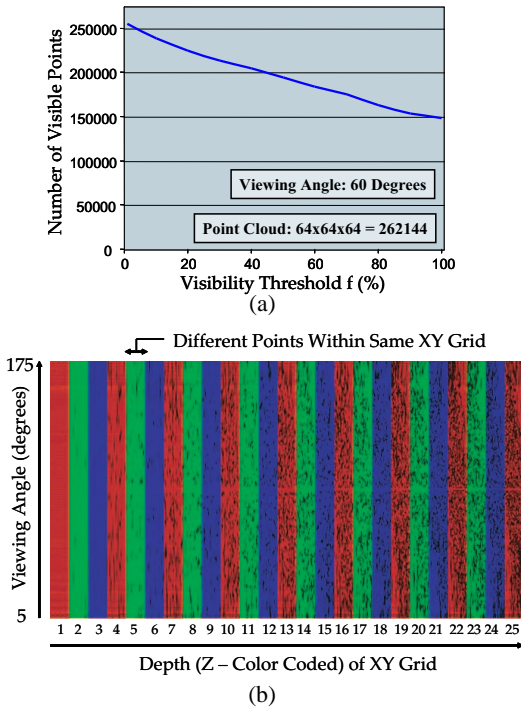 (a)
Number of Visible Points
250000
200000
150000
100000
50000
0
Viewing Angle: 60 Degrees
Point Cloud: 64x64x64 = 262144
0 20 40 60 80 100
Visibility Threshold f (%)
(a)
Different Points Within Same XY Grid
175
Viewing Angle (degrees)
5
1 2 3 4 5 6 7 8 9 10 11 12 13 14 15 16 17 18 19 20 21 22 23 24 25
Depth (Z – Color Coded) of XY Grid
(b)